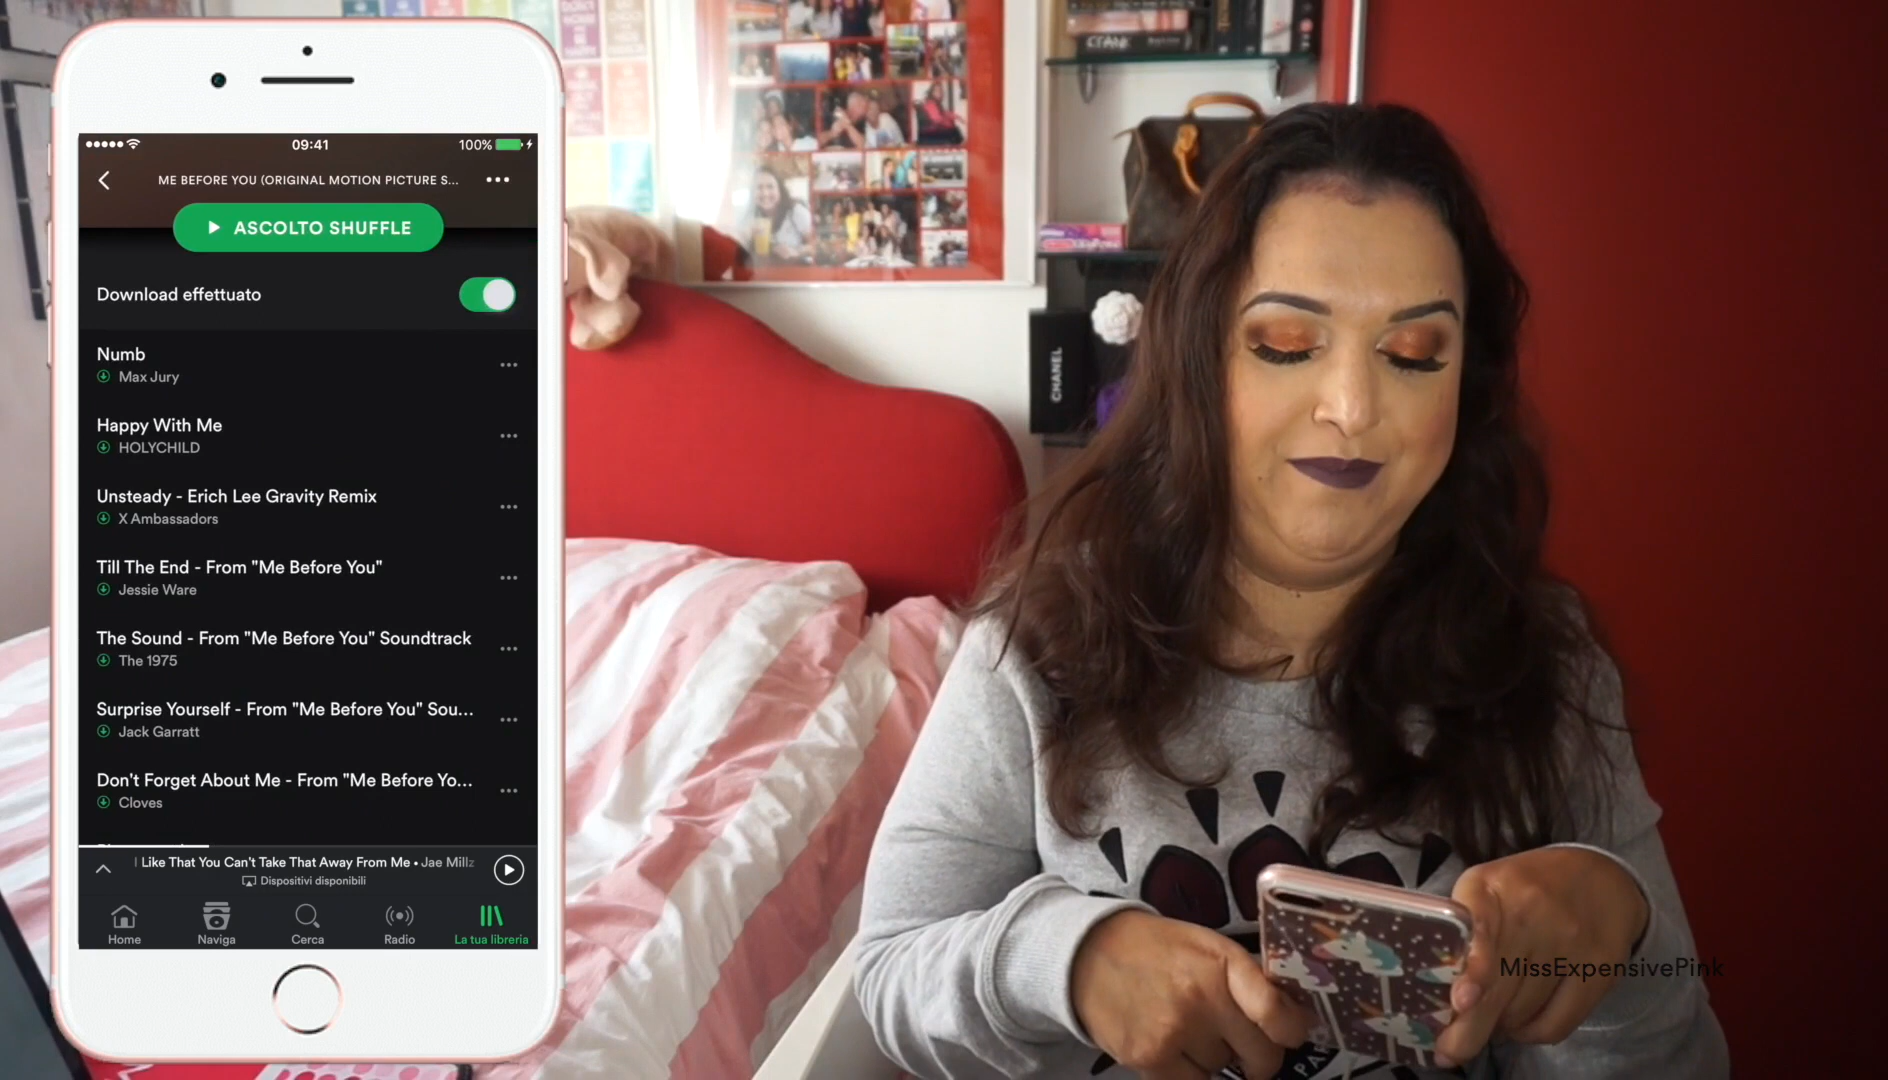 09:41
100%
ME BEFORE YOU (ORIGINAL MOTION PICTURE S...
ASCOLTO SHUFFLE
Download effettuato
Numb
Max Jury
Happy With Me
HOLYCHILD
Unsteady - Erich Lee Gravity Remix
X Ambassadors
Till The End - From "Me Before You"
Jessie Ware
The Sound - From "Me Before You" Soundtrack
The 1975
Surprise Yourself - From "Me Before You" Sou...
Jack Garratt
Don't Forget About Me - From "Me Before Yo...
Cloves
I Like That You Can't Take That Away From Me • Jae Millz
Dispositivi disponibili
Home
Naviga
Cerca
Radio
La tua libreria
CRANK
CHANEL
MissExpensivePink